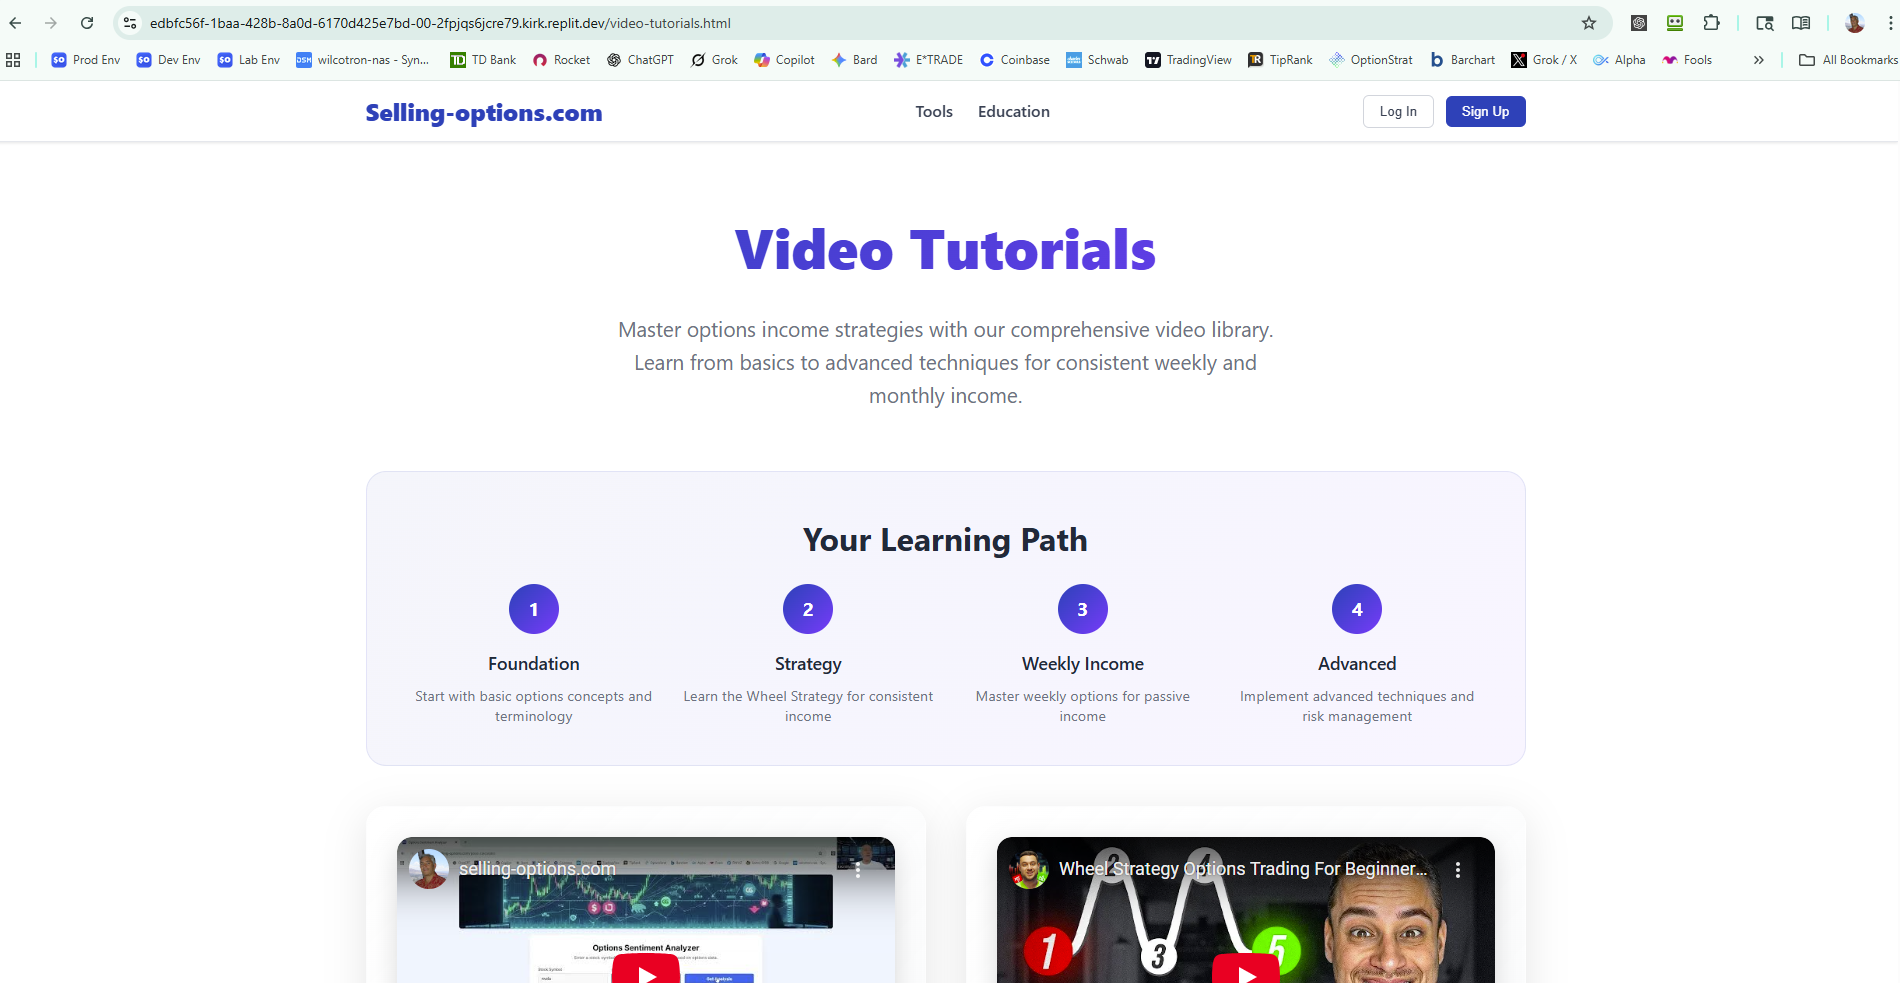 edbfc56f-1baa-428b-8a0d-6170d425e7bd-00-2fpjqs6jcre79.kirk.replit.dev/video-tutorials.html
Prod Env Dev Env Lab Env wilcotron-nas - Syn... TD Bank Rocket ChatGPT Grok Copilot Bard E*TRADE Coinbase Schwab TradingView TipRank OptionStrat Barchart Grok / X Alpha Fools » All Bookmarks
Selling-options.com
Tools Education
Log In Sign Up
Video Tutorials
Master options income strategies with our comprehensive video library.
Learn from basics to advanced techniques for consistent weekly and
monthly income.
Your Learning Path
1
Foundation
Start with basic options concepts and
terminology
2
Strategy
Learn the Wheel Strategy for consistent
income
3
Weekly Income
Master weekly options for passive
income
4
Advanced
Implement advanced techniques and
risk management
selling-options.com
Options Sentiment Analyzer
Stock Symbol
Wheel Strategy Options Trading For Beginner...
1 2 3 4 5